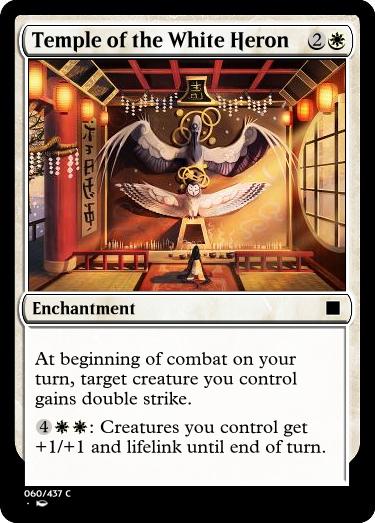 Temple of the White Heron 2
Enchantment
At beginning of combat on your
turn, target creature you control
gains double strike.
4: Creatures you control get
+1/+1 and lifelink until end of turn.
060/437 C